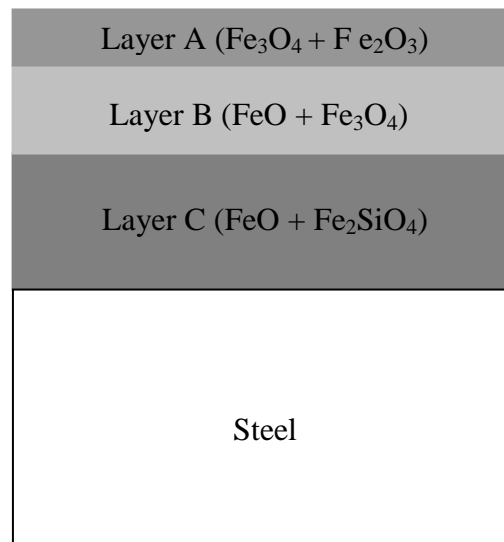 Layer A (Fe₃O₄ + F e₂O₃)
Layer B (FeO + Fe₃O₄)
Layer C (FeO + Fe₂SiO₄)
Steel